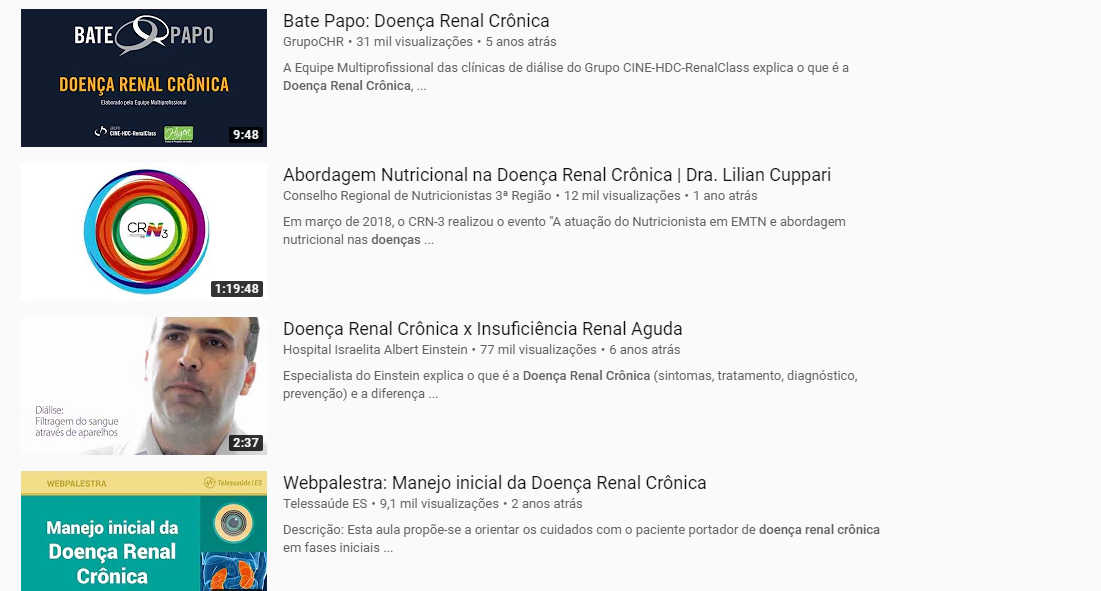 BATE PAPO
DOENÇA RENAL CRÔNICA
Elaborado pela Equipe Multiprofissional
GRUPO
CINE-HDC-RenalClass
9:48
Bate Papo: Doença Renal Crônica
GrupoCHR • 31 mil visualizações • 5 anos atrás
A Equipe Multiprofissional das clínicas de diálise do Grupo CINE-HDC-RenalClass explica o que é a
Doença Renal Crônica, ...
CRN3
1:19:48
Abordagem Nutricional na Doença Renal Crônica | Dra. Lilian Cuppari
Conselho Regional de Nutricionistas 3ª Região • 12 mil visualizações • 1 ano atrás
Em março de 2018, o CRN-3 realizou o evento "A atuação do Nutricionista em EMTN e abordagem
nutricional nas doenças ...
Diálise:
Filtragem do sangue
através de aparelhos
2:37
Doença Renal Crônica x Insuficiência Renal Aguda
Hospital Israelita Albert Einstein • 77 mil visualizações • 6 anos atrás
Especialista do Einstein explica o que é a Doença Renal Crônica (sintomas, tratamento, diagnóstico,
prevenção) e a diferença ...
WEBPALESTRA
Telessaúde|ES
Manejo inicial da
Doença Renal
Crônica
Webpalestra: Manejo inicial da Doença Renal Crônica
Telessaúde ES • 9,1 mil visualizações • 2 anos atrás
Descrição: Esta aula propõe-se a orientar os cuidados com o paciente portador de doença renal crônica
em fases iniciais ...